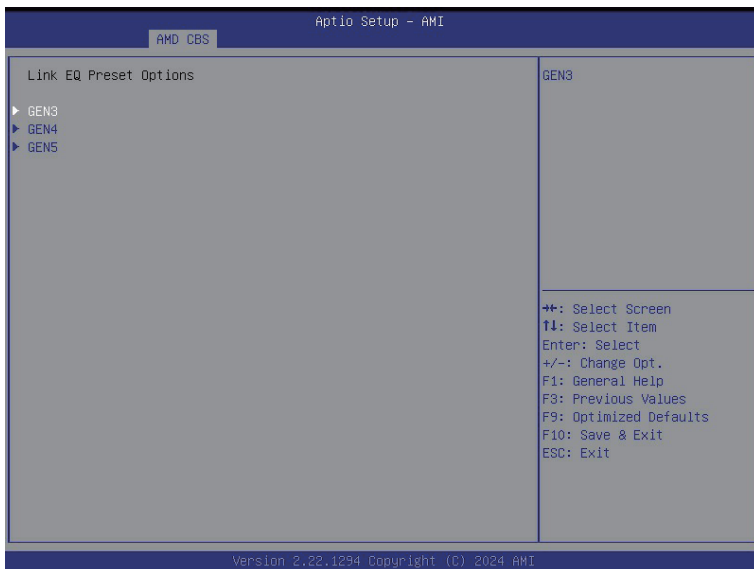 Aptio Setup – AMI
AMD CBS
Link EQ Preset Options
GEN3
GEN4
GEN5
GEN3
→←: Select Screen
↑↓: Select Item
Enter: Select
+/-: Change Opt.
F1: General Help
F3: Previous Values
F9: Optimized Defaults
F10: Save & Exit
ESC: Exit
Version 2.22.1294 Copyright (C) 2024 AMI